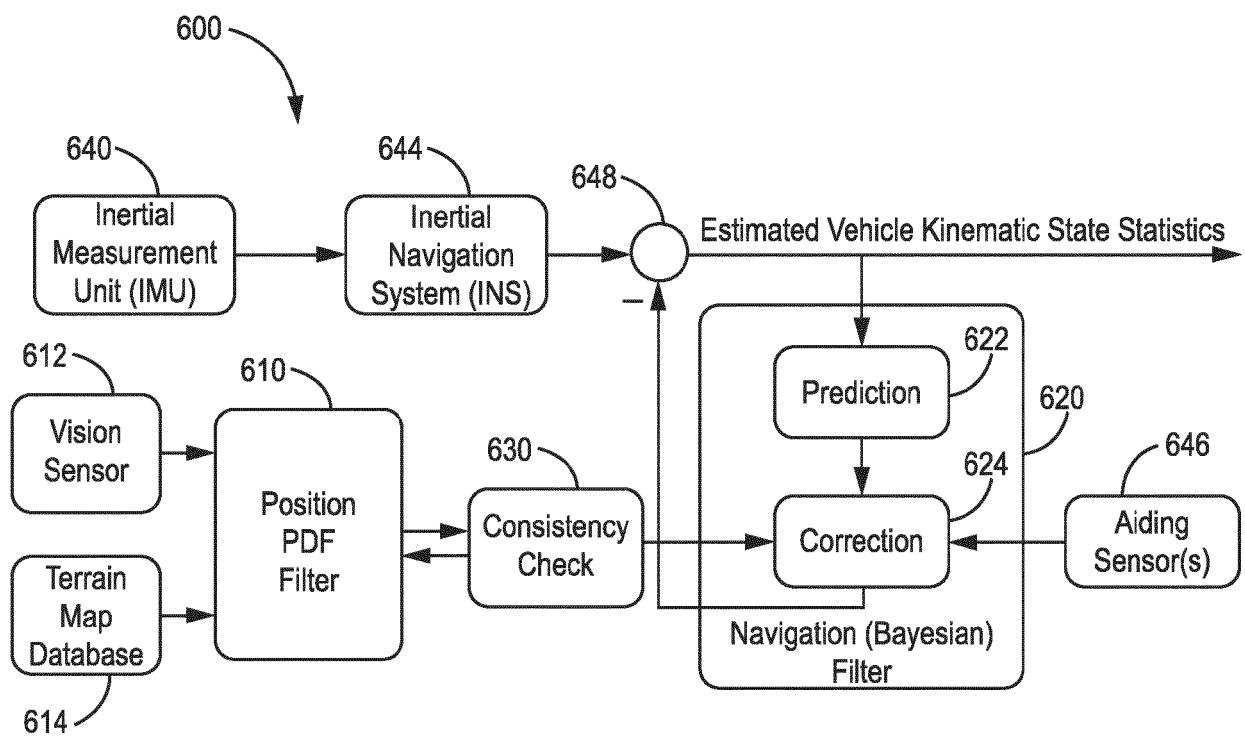 600
640
644
648
Inertial
Measurement
Unit (IMU)
Inertial
Navigation
System (INS)
Estimated Vehicle Kinematic State Statistics
–
612
610
622
Vision
Sensor
Prediction
620
630
624
646
Position
PDF
Filter
Consistency
Check
Correction
Aiding
Sensor(s)
Terrain
Map
Database
Navigation (Bayesian)
Filter
614